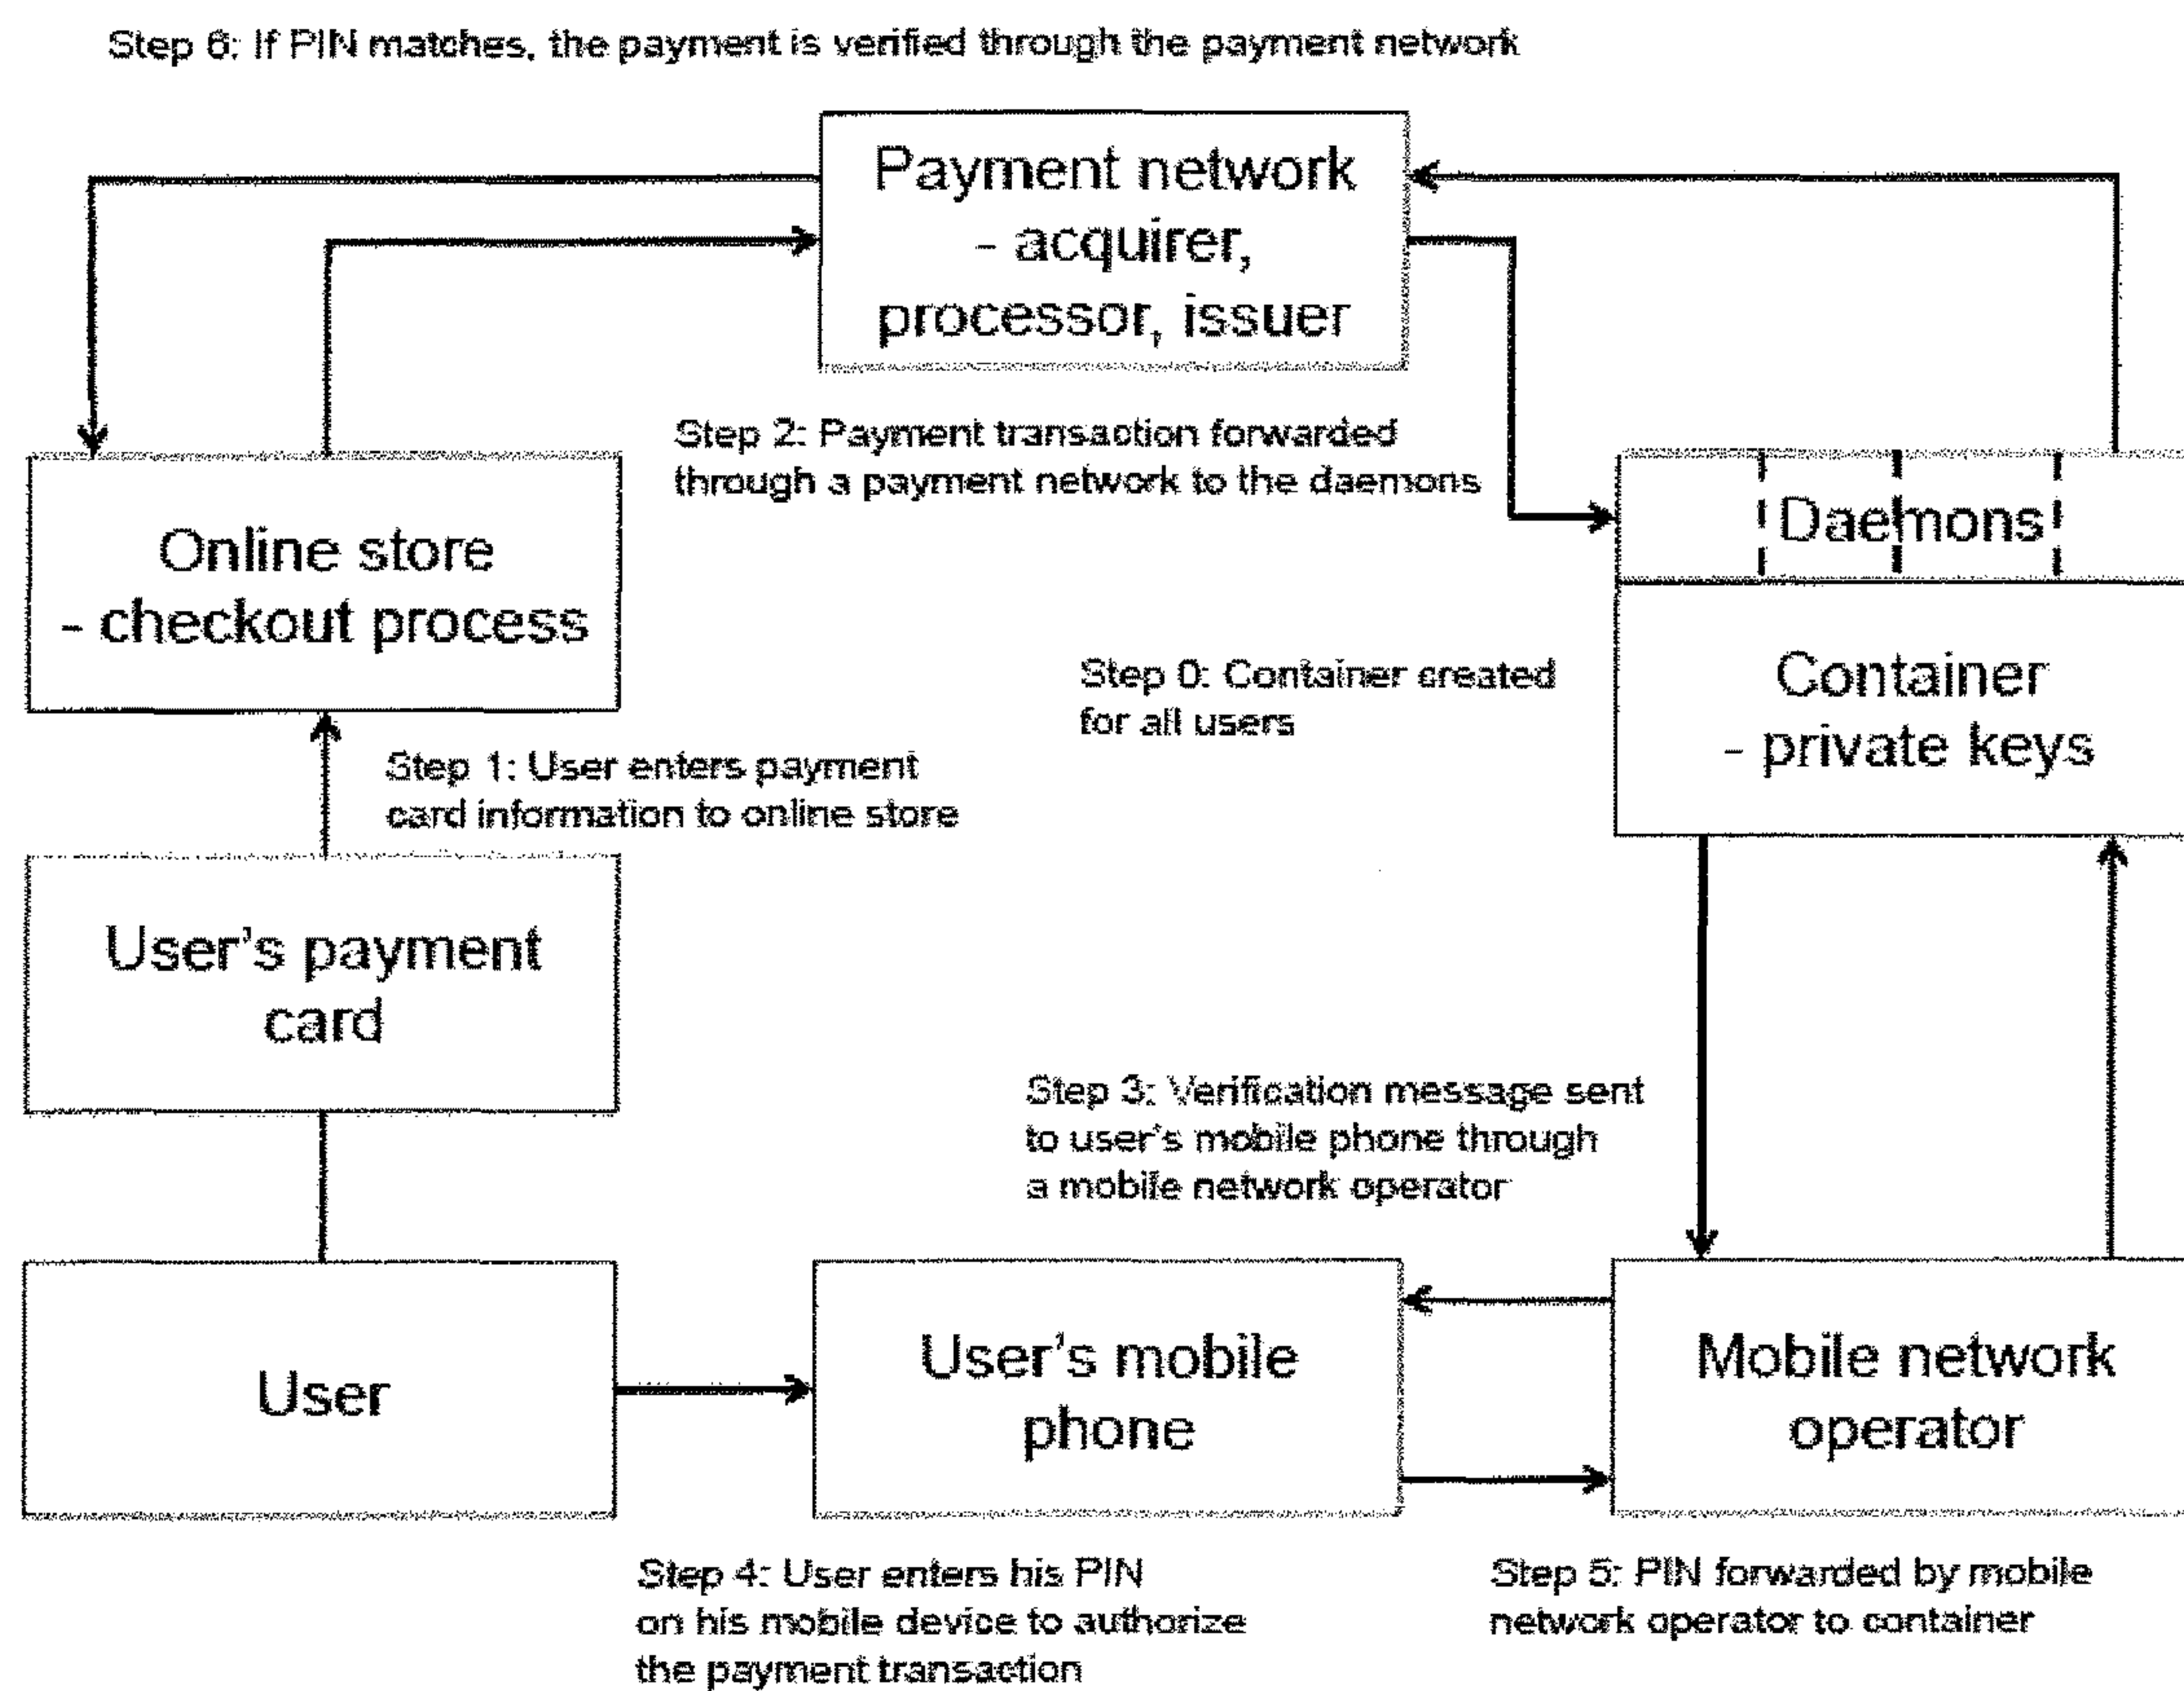 Step 6: If PIN matches, the payment is verified through the payment network
Payment network
- acquirer,
processor, issuer
Step 2: Payment transaction forwarded
through a payment network to the daemons
Online store
- checkout process
Daemons
Step 0: Container created
for all users
Container
- private keys
Step 1: User enters payment
card information to online store
User's payment
card
Step 3: Verification message sent
to user's mobile phone through
a mobile network operator
User
User's mobile
phone
Mobile network
operator
Step 4: User enters his PIN
on his mobile device to authorize
the payment transaction
Step 5: PIN forwarded by mobile
network operator to container